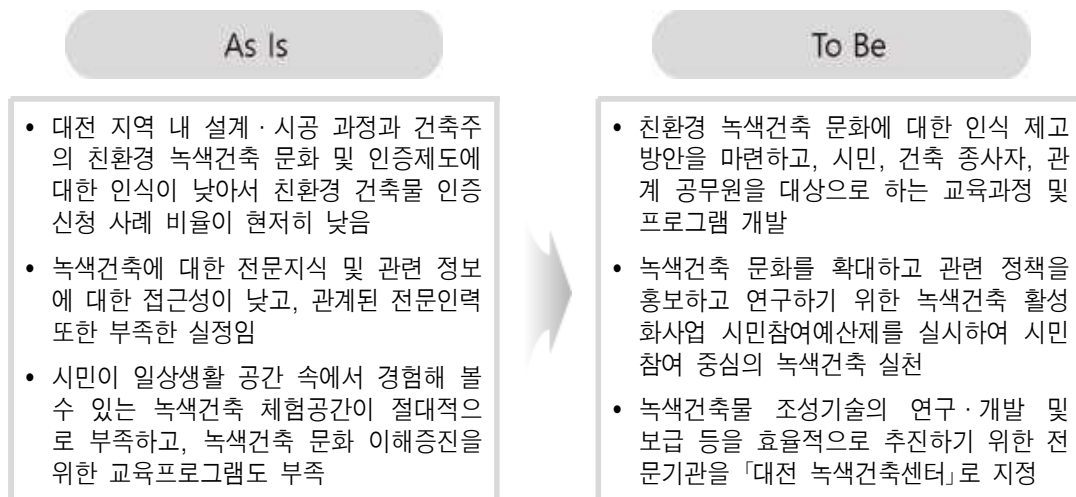 As Is
• 대전 지역 내 설계 · 시공 과정과 건축주
의 친환경 녹색건축 문화 및 인증제도에
대한 인식이 낮아서 친환경 건축물 인증
신청 사례 비율이 현저히 낮음
• 녹색건축에 대한 전문지식 및 관련 정보
에 대한 접근성이 낮고, 관계된 전문인력
또한 부족한 실정임
• 시민이 일상생활 공간 속에서 경험해 볼
수 있는 녹색건축 체험공간이 절대적으
로 부족하고, 녹색건축 문화 이해증진을
위한 교육프로그램도 부족
To Be
• 친환경 녹색건축 문화에 대한 인식 제고
방안을 마련하고, 시민, 건축 종사자, 관
계 공무원을 대상으로 하는 교육과정 및
프로그램 개발
• 녹색건축 문화를 확대하고 관련 정책을
홍보하고 연구하기 위한 녹색건축 활성
화사업 시민참여예산제를 실시하여 시민
참여 중심의 녹색건축 실천
• 녹색건축물 조성기술의 연구 · 개발 및
보급 등을 효율적으로 추진하기 위한 전
문기관을 「대전 녹색건축센터」로 지정